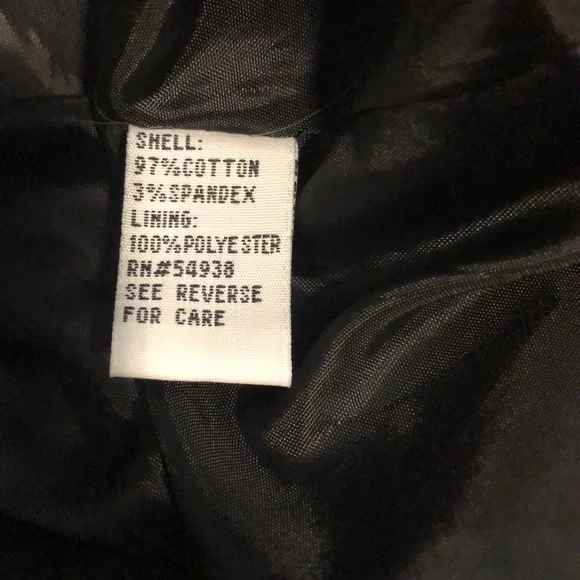 SHELL:
97%COTTON
3%SPANDEX
LINING:
100%POLYESTER
RN#54938
SEE REVERSE
FOR CARE